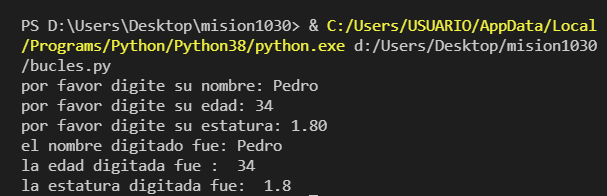 PS D:\Users\Desktop\mision1030> & C:/Users/USUARIO/AppData/Local
/Programs/Python/Python38/python.exe d:/Users/Desktop/mision1030
/bucles.py
por favor digite su nombre: Pedro
por favor digite su edad: 34
por favor digite su estatura: 1.80
el nombre digitado fue: Pedro
la edad digitada fue :  34
la estatura digitada fue:  1.8